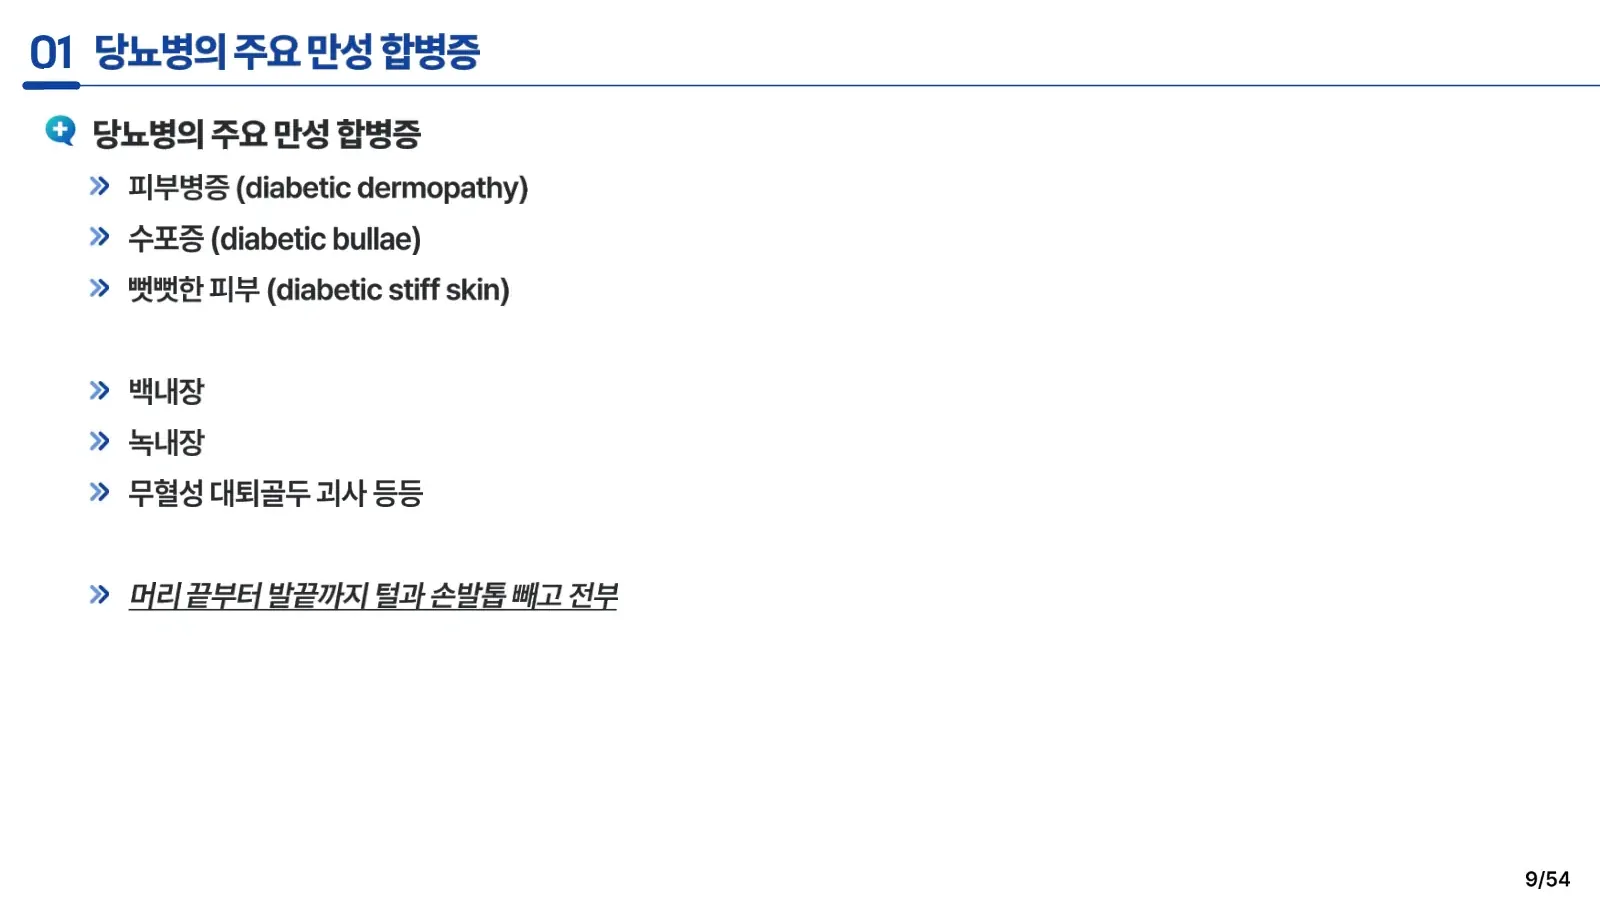 01 당뇨병의 주요 만성 합병증
당뇨병의 주요 만성 합병증
피부병증 (diabetic dermopathy)
수포증 (diabetic bullae)
뻣뻣한 피부 (diabetic stiff skin)
백내장
녹내장
무혈성 대퇴골두 괴사 등등
머리 끝부터 발끝까지 털과 손발톱 빼고 전부
9/54